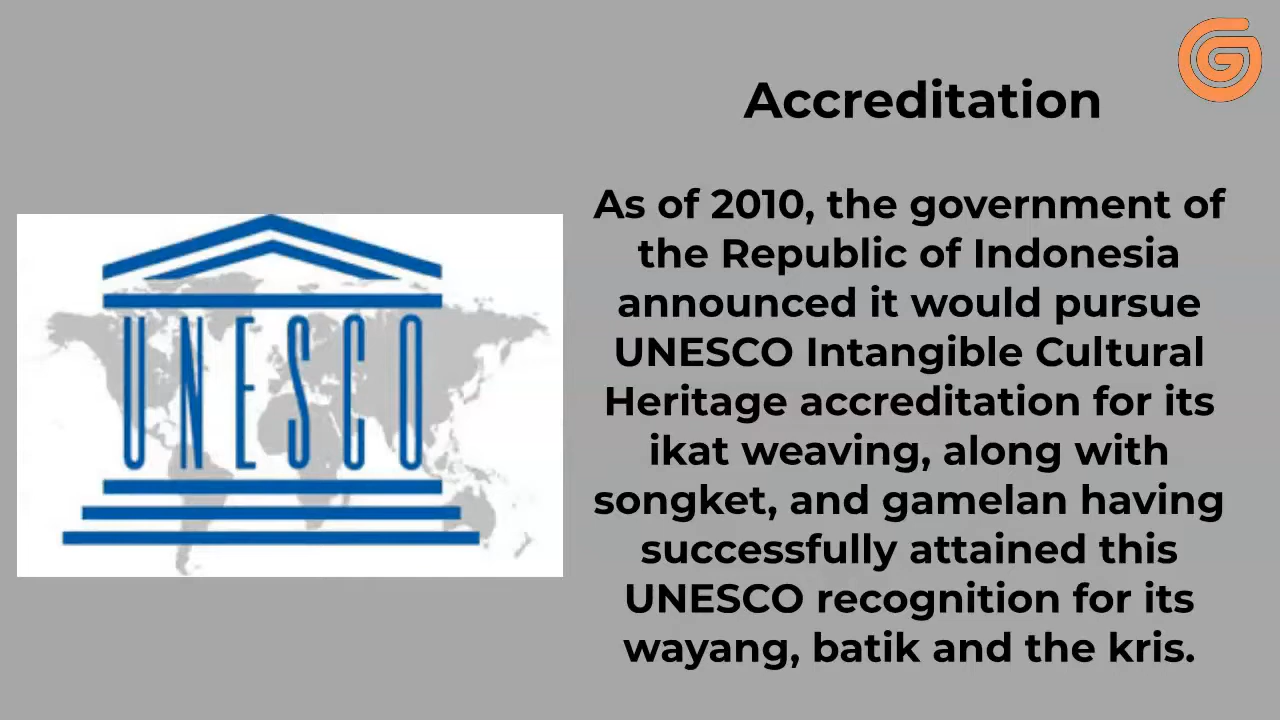 Accreditation
As of 2010, the government of
the Republic of Indonesia
announced it would pursue
UNESCO Intangible Cultural
Heritage accreditation for its
ikat weaving, along with
songket, and gamelan having
successfully attained this
UNESCO recognition for its
wayang, batik and the kris.
UNESCO